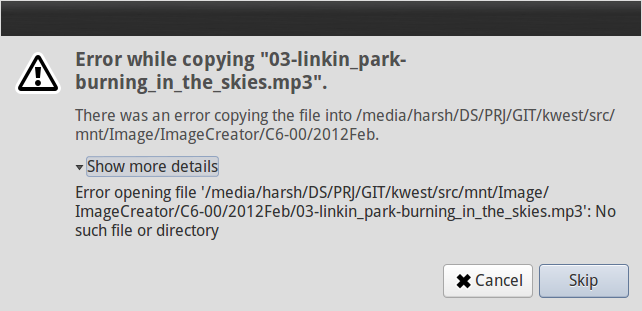 Error while copying "03-linkin_park-
burning_in_the_skies.mp3".
There was an error copying the file into /media/harsh/DS/PRJ/GIT/kwest/src/
mnt/Image/ImageCreator/C6-00/2012Feb.
Show more details
Error opening file '/media/harsh/DS/PRJ/GIT/kwest/src/mnt/Image/
ImageCreator/C6-00/2012Feb/03-linkin_park-burning_in_the_skies.mp3': No
such file or directory
Cancel Skip